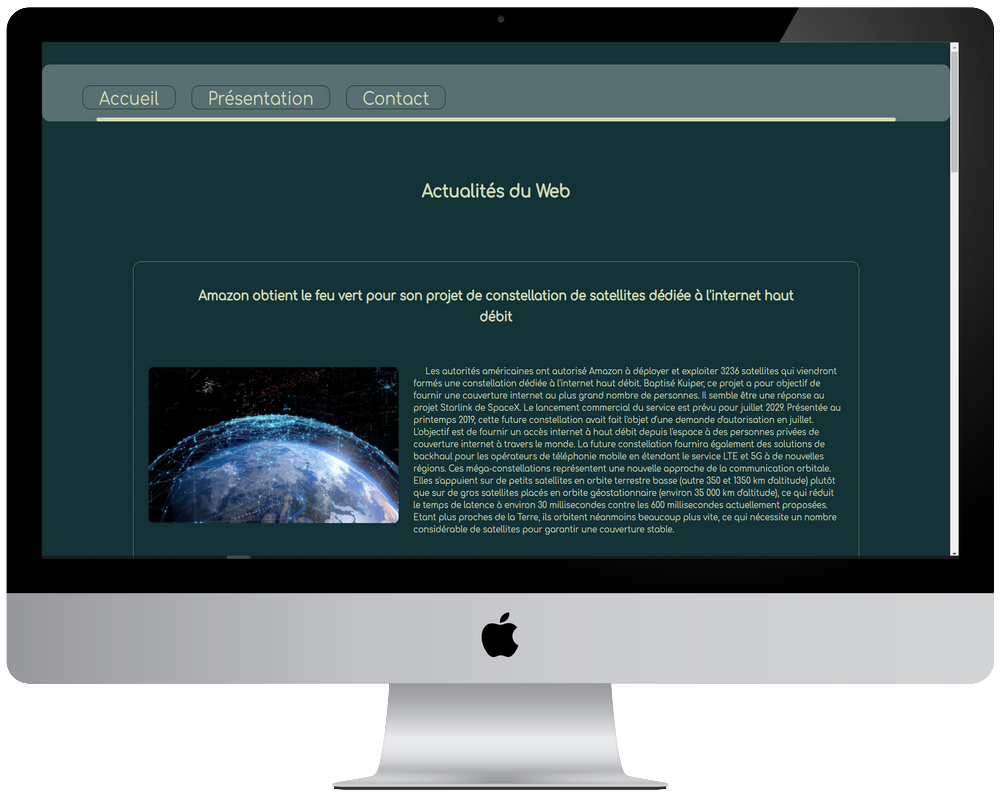 Accueil Présentation Contact
Actualités du Web
Amazon obtient le feu vert pour son projet de constellation de satellites dédiée à l'internet haut
débit
Les autorités américaines ont autorisé Amazon à déployer et exploiter 3236 satellites qui viendront
formés une constellation dédiée à l'internet haut débit. Baptisé Kuiper, ce projet a pour objectif de
fournir une couverture internet au plus grand nombre de personnes. Il semble être une réponse au
projet Starlink de SpaceX. Le lancement commercial du service est prévu pour juillet 2029. Présentée au
printemps 2019, cette future constellation avait fait l'objet d'une demande d'autorisation en juillet.
L'objectif est de fournir un accès internet à haut débit depuis l'espace à des personnes privées de
couverture internet à travers le monde. La future constellation fournira également des solutions de
backhaul pour les opérateurs de téléphonie mobile en étendant le service LTE et 5G à de nouvelles
régions. Ces méga-constellations représentent une nouvelle approche de la communication orbitale.
Elles s'appuient sur de petits satellites en orbite terrestre basse (autre 350 et 1350 km d'altitude) plutôt
que sur de gros satellites placés en orbite géostationnaire (environ 35 000 km d'altitude), ce qui réduit
le temps de latence à environ 30 millisecondes contre les 600 millisecondes actuellement proposées.
Etant plus proches de la Terre, ils orbitent néanmoins beaucoup plus vite, ce qui nécessite un nombre
considérable de satellites pour garantir une couverture stable.